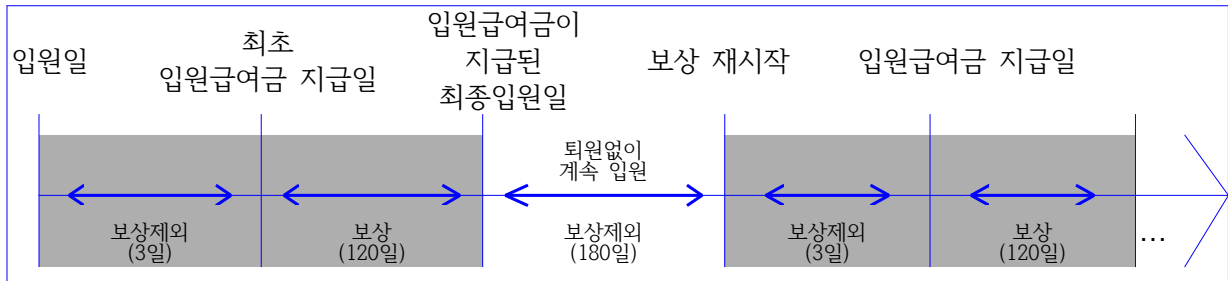 입원일
최초
입원급여금 지급일
입원급여금이
지급된
최종입원일
보상 재시작
입원급여금 지급일
보상제외
(3일)
보상
(120일)
퇴원없이
계속 입원
보상제외
(180일)
보상제외
(3일)
보상
(120일)
...